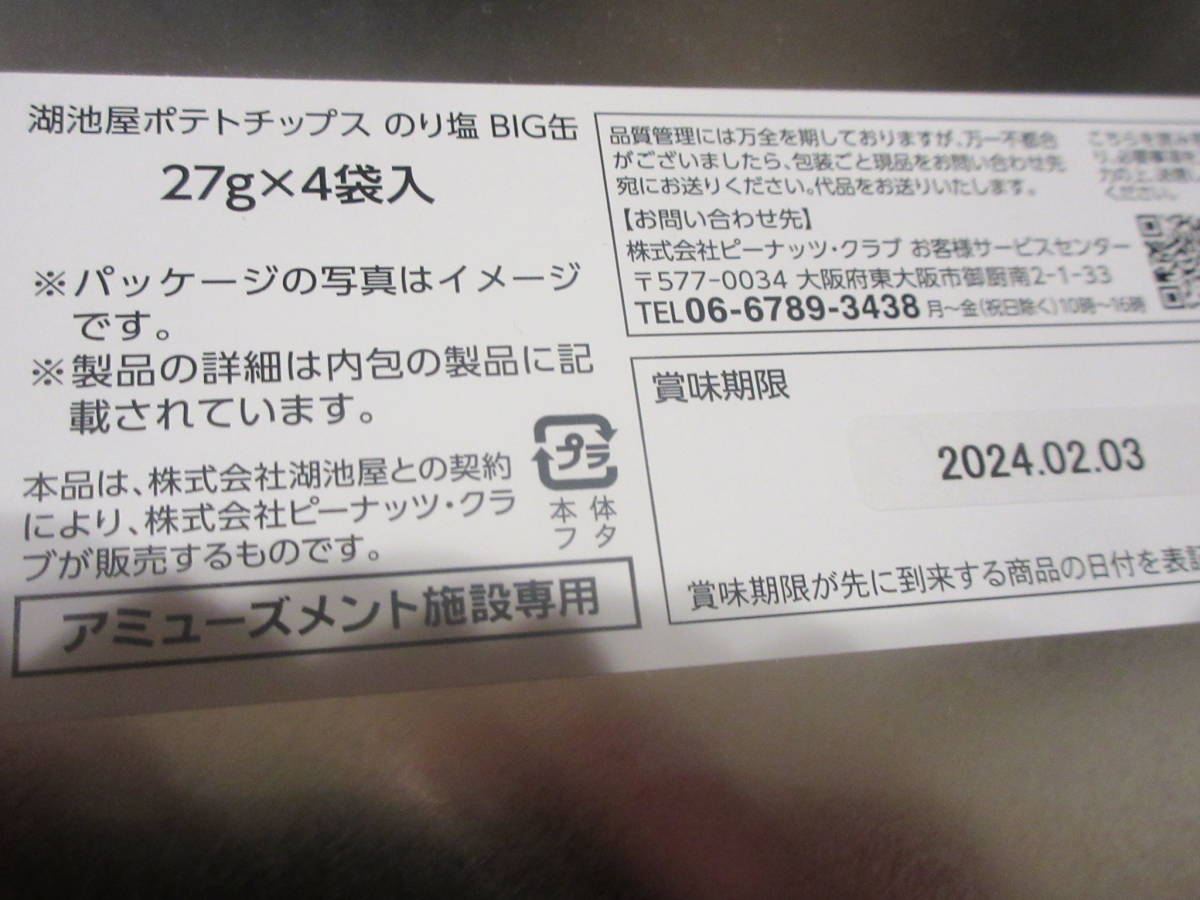 湖池屋ポテトチップス のり塩 BIG缶
27g×4袋入
※パッケージの写真はイメージ
です。
※製品の詳細は内包の製品に記
載されています。
本品は、株式会社湖池屋との契約
により、株式会社ピーナッツ・クラ
ブが販売するものです。
プラ
本体
フタ
アミューズメント施設専用
品質管理には万全を期しておりますが、万一不都合
がございましたら、包装ごと現品をお問い合わせ先
宛にお送りください。代品をお送りいたします。
【お問い合わせ先】
株式会社ピーナッツ・クラブ お客様サービスセンター
〒577-0034 大阪府東大阪市御厨南2-1-33
TEL06-6789-3438 月～金(祝日除く)10時～16時
こちらを読み
ください。
賞味期限
2024.02.03
賞味期限が先に到来する商品の日付を表